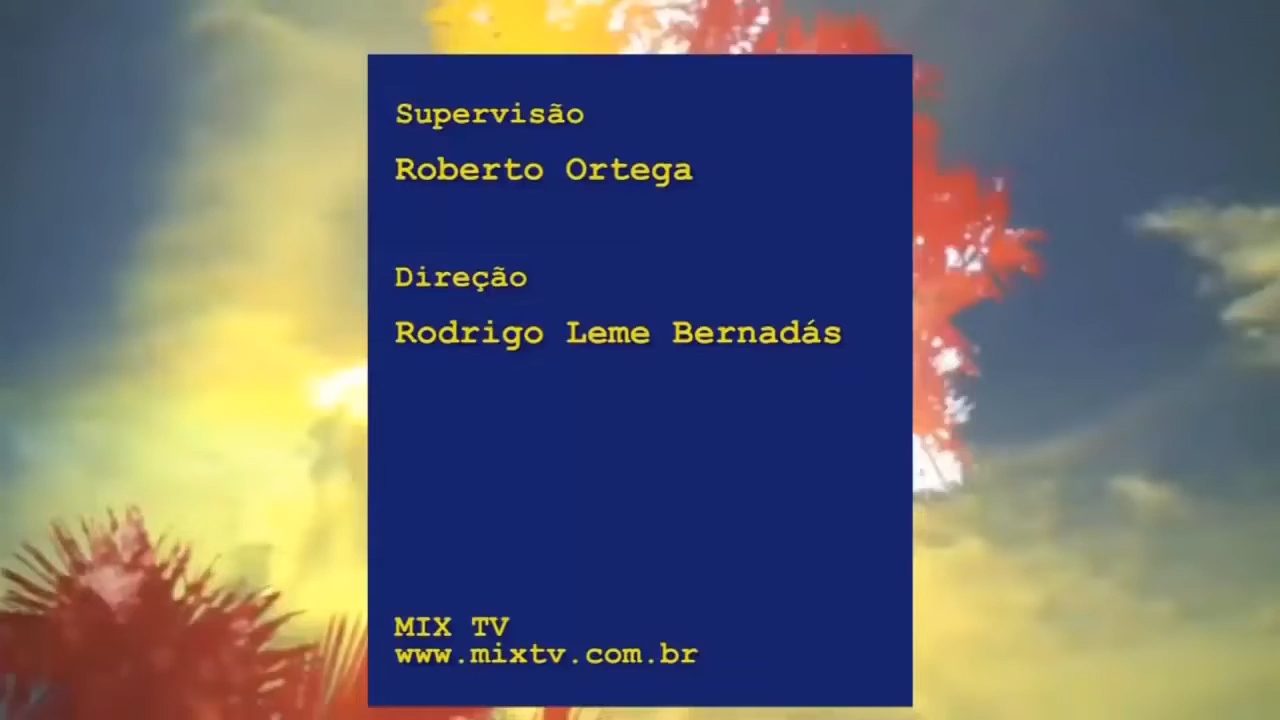 Supervisão
Roberto Ortega
Direção
Rodrigo Leme Bernadás
MIX TV
www.mixtv.com.br